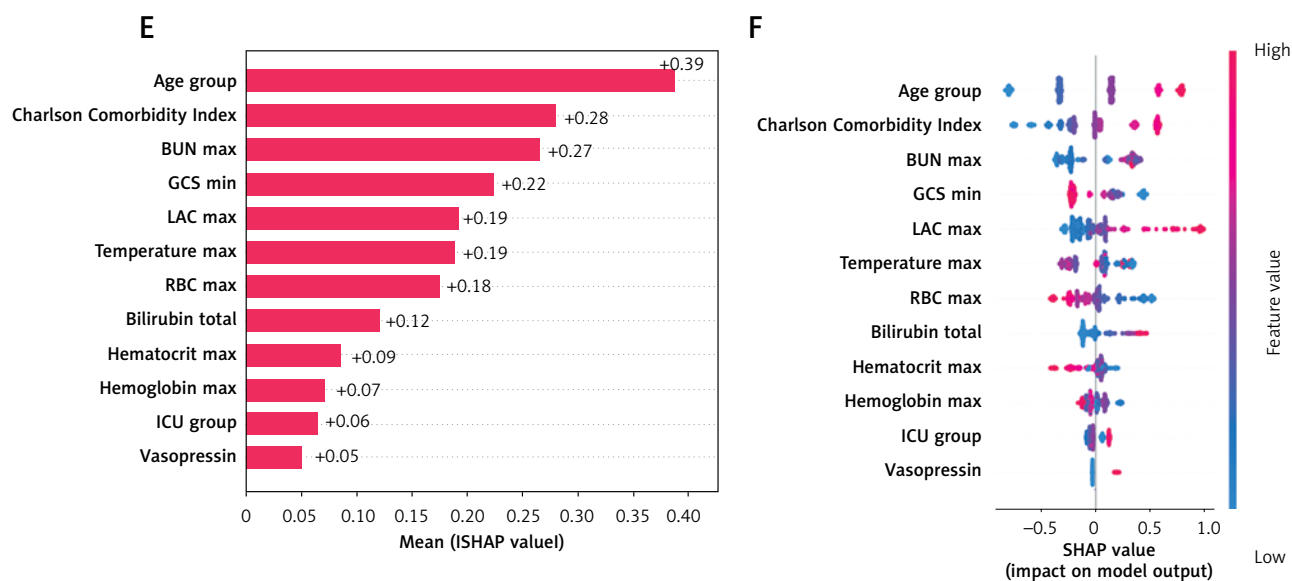 E
Age group
+0.39
Charlson Comorbidity Index
+0.28
BUN max
+0.27
GCS min
+0.22
LAC max
+0.19
Temperature max
+0.19
RBC max
+0.18
Bilirubin total
+0.12
Hematocrit max
+0.09
Hemoglobin max
+0.07
ICU group
+0.06
Vasopressin
+0.05
0 0.05 0.10 0.15 0.20 0.25 0.30 0.35 0.40
Mean (ISHAP valueI)
F
High
Age group
Charlson Comorbidity Index
BUN max
GCS min
LAC max
Temperature max
RBC max
Bilirubin total
Hematocrit max
Hemoglobin max
ICU group
Vasopressin
Feature value
Low
−0.5 0 0.5 1.0
SHAP value
(impact on model output)